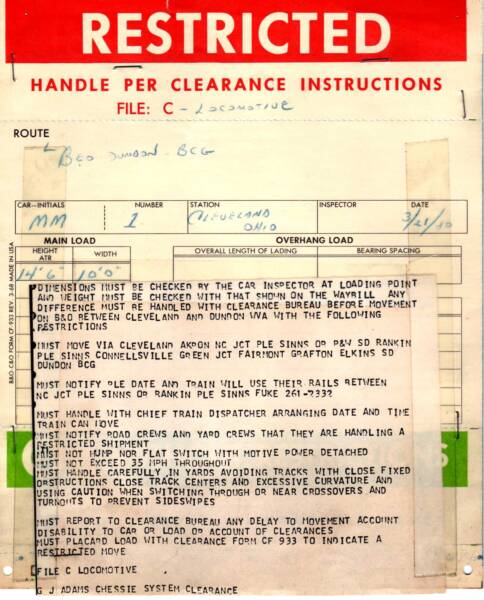 RESTRICTED
HANDLE PER CLEARANCE INSTRUCTIONS
FILE: C - LOCOMOTIVE
ROUTE
B&O DUNDON - BCG
CAR—INITIALS NUMBER STATION INSPECTOR DATE
MM 1 CLEVELAND OHIO 3/21/80
MAIN LOAD OVERHANG LOAD
HEIGHT ATR WIDTH OVERALL LENGTH OF LADING BEARING SPACING
14'6" 10'0"
B&O C&O FORM CF-933 REV. 3-68 MADE IN USA
DIMENSIONS MUST BE CHECKED BY THE CAR INSPECTOR AT LOADING POINT
AND WEIGHT MUST BE CHECKED WITH THAT SHOWN ON THE WAYBILL ANY
DIFFERENCE MUST BE HANDLED WITH CLEARANCE BUREAU BEFORE MOVEMENT
ON B&O BETWEEN CLEVELAND AND DUNDON WVA WITH THE FOLLOWING
RESTRICTIONS
MUST MOVE VIA CLEVELAND AKRON NC JCT PLE SINNS OR P&W SD RANKIN
PLE SINNS CONNELLSVILLE GREEN JCT FAIRMONT GRAFTON ELKINS SD
DUNDON BCG
MUST NOTIFY PLE DATE AND TRAIN WILL USE THEIR RAILS BETWEEN
NC JCT PLE SINNS OR RANKIN PLE SINNS FUKE 261-2332
MUST HANDLE WITH CHIEF TRAIN DISPATCHER ARRANGING DATE AND TIME
TRAIN CAN MOVE
MUST NOTIFY ROAD CREWS AND YARD CREWS THAT THEY ARE HANDLING A
RESTRICTED SHIPMENT
MUST NOT HUMP NOR FLAT SWITCH WITH MOTIVE POWER DETACHED
MUST NOT EXCEED 35 MPH THROUGHOUT
MUST HANDLE CAREFULLY IN YARDS AVOIDING TRACKS WITH CLOSE FIXED
OBSTRUCTIONS CLOSE TRACK CENTERS AND EXCESSIVE CURVATURE AND
USING CAUTION WHEN SWITCHING THROUGH OR NEAR CROSSOVERS AND
TURNOUTS TO PREVENT SIDESWIPES
MUST REPORT TO CLEARANCE BUREAU ANY DELAY TO MOVEMENT ACCOUNT
DISABILITY TO CAR OR LOAD OR ACCOUNT OF CLEARANCES
MUST PLACARD LOAD WITH CLEARANCE FORM CF 933 TO INDICATE A
RESTRICTED MOVE
FILE C LOCOMOTIVE
G J ADAMS CHESSIE SYSTEM CLEARANCE